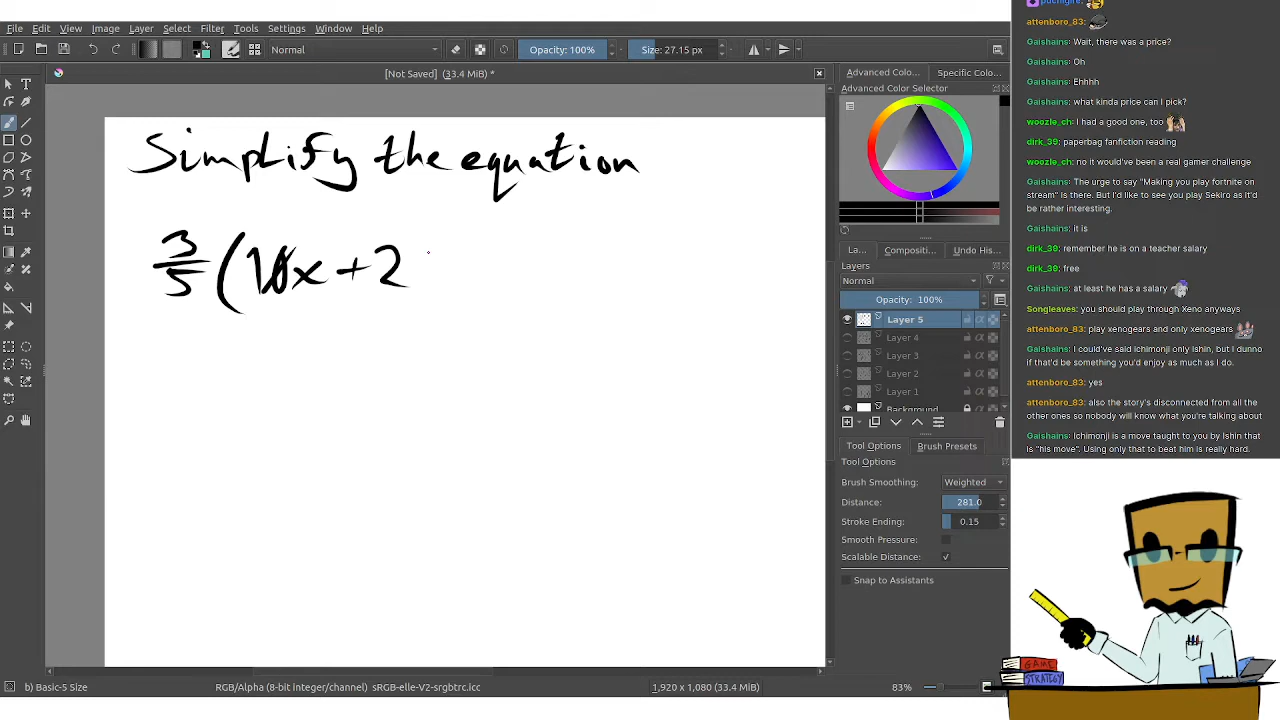 File Edit View Image Layer Select Filter Tools Settings Window Help
Normal
Opacity: 100%
Size: 27.15 px
[Not Saved] (33.4 MiB) *
Simplify the equation
3/5 (10x + 2
Advanced Colo...
Specific Colo...
Advanced Color Selector
La...
Compositi...
Undo History
Layers
Normal
Opacity: 100%
Layer 5
Layer 4
Layer 3
Layer 2
Layer 1
Background
Tool Options
Brush Presets
Tool Options
Brush Smoothing: Weighted
Distance: 281.0
Stroke Ending: 0.15
Smooth Pressure:
Scalable Distance:
Snap to Assistants
b) Basic-5 Size
RGB/Alpha (8-bit integer/channel) sRGB-elle-V2-srgbtrc.icc
1,920 x 1,080 (33.4 MiB)
83%
attenboro_83:
Gaishains: Wait, there was a price?
Gaishains: Oh
Gaishains: Ehhhh
Gaishains: what kinda price can I pick?
woozle_ch: I had a good one, too
dirk_39: paperbag fanfiction reading
woozle_ch: no it would've been a real gamer challenge
Gaishains: The urge to say "Making you play fortnite on
stream" is there. But I'd like to see you play Sekiro as it'd
be rather interesting.
Gaishains: it is
dirk_38: remember he is on a teacher salary
dirk_38: free
Gaishains: at least he has a salary
Songleaves: you should play through Xeno anyways
attenboro_83: play xenogears and only xenogears
Gaishains: I could've said Ichimonji only Ishin, but I dunno
if that'd be something you'd enjoy as much as I do.
attenboro_83: yes
attenboro_83: also the story's disconnected from all the
other ones so nobody will know what you're talking about
Gaishains: Ichimonji is a move taught to you by Ishin that
is "his move". Using only that to beat him is really hard.
GAME
STRATEGY